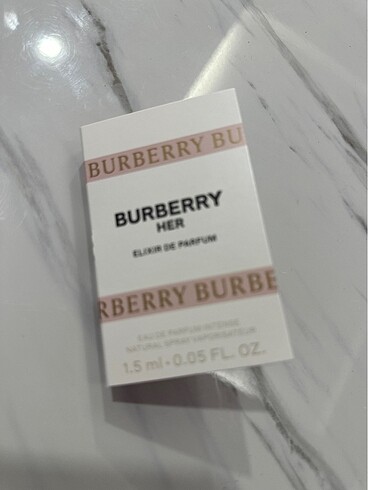 BURBERRY BU
BURBERRY
HER
ELIXIR DE PARFUM
RBERRY BURBE
EAU DE PARFUM INTENSE
NATURAL SPRAY VAPORISATEUR
1.5 ml - 0.05 FL. OZ.